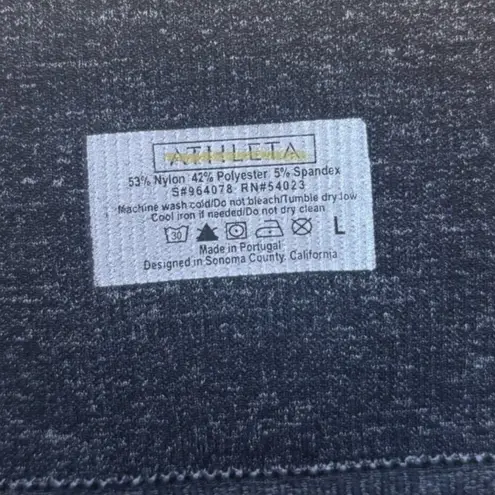 ATHLETA
53% Nylon 42% Polyester 5% Spandex
S#964078 RN#54023
Machine wash cold/Do not bleach/Tumble dry low
Cool iron if needed/Do not dry clean
30 L
Made in Portugal
Designed in Sonoma County, California